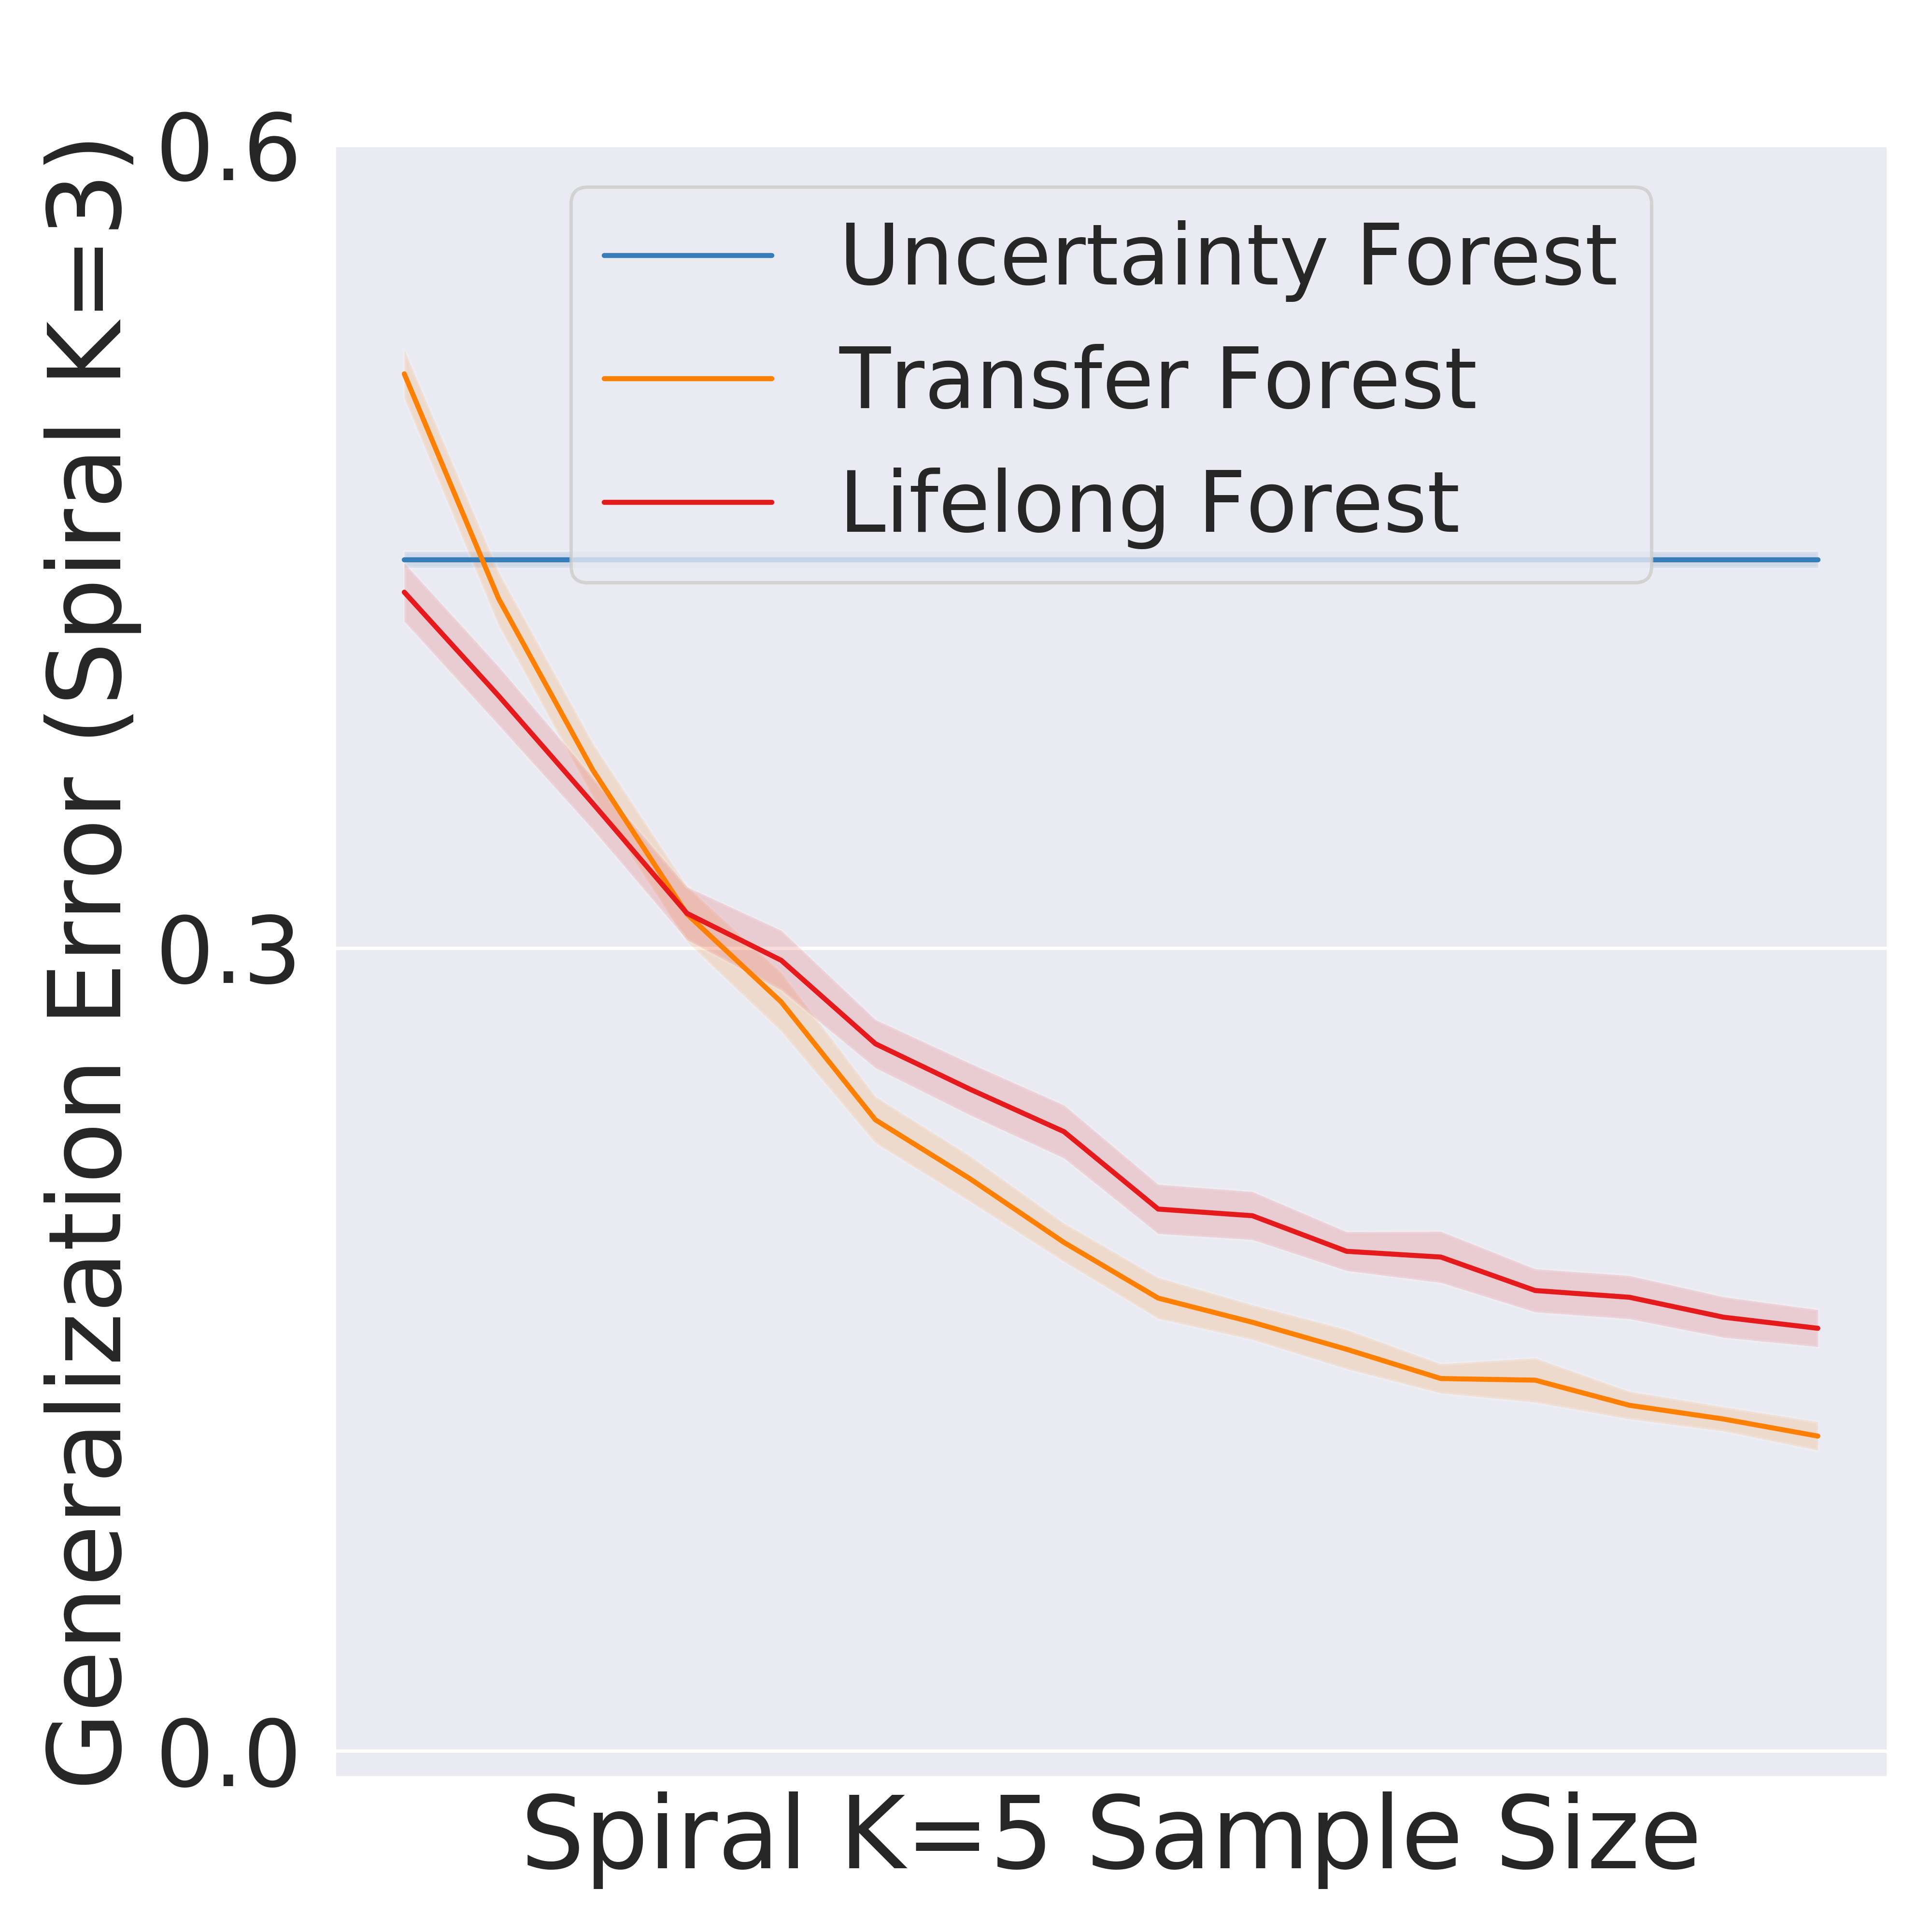 Generalization Error (Spiral K=3)
0.6
0.3
0.0
Uncertainty Forest
Transfer Forest
Lifelong Forest
Spiral K=5 Sample Size